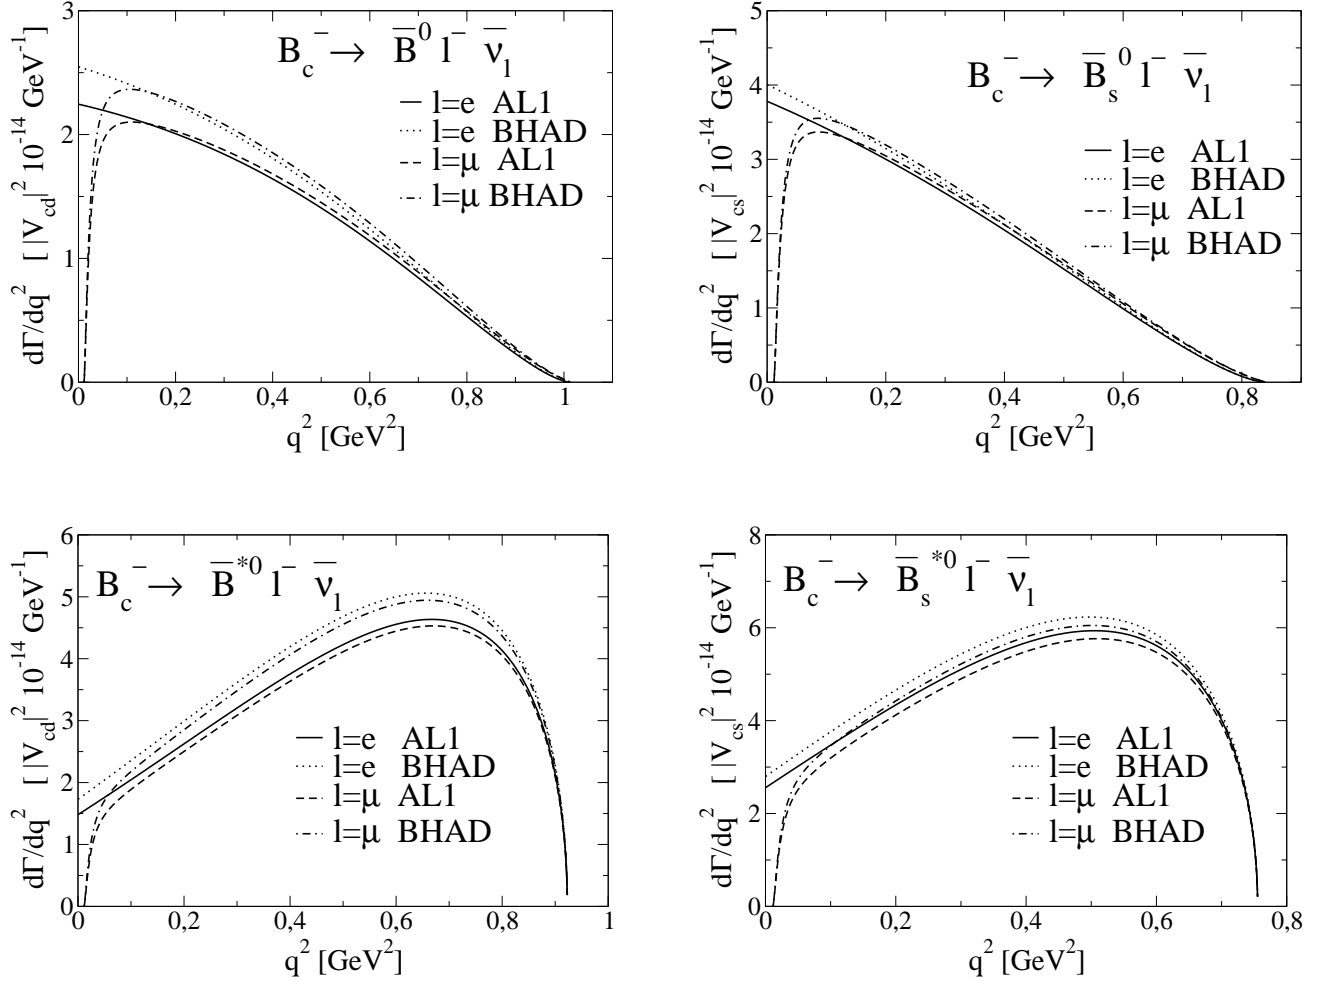 B_c^- → B̅^0 l^- ν̅_l
l=e AL1
l=e BHAD
l=μ AL1
l=μ BHAD
dΓ/dq^2 [ |V_cd|^2 10^-14 GeV^-1 ]
3
2
1
0
0 0,2 0,4 0,6 0,8 1
q^2 [GeV^2]
B_c^- → B̅_s^0 l^- ν̅_l
l=e AL1
l=e BHAD
l=μ AL1
l=μ BHAD
dΓ/dq^2 [ |V_cs|^2 10^-14 GeV^-1 ]
5
4
3
2
1
0
0 0,2 0,4 0,6 0,8
q^2 [GeV^2]
B_c^- → B̅^*0 l^- ν̅_l
l=e AL1
l=e BHAD
l=μ AL1
l=μ BHAD
dΓ/dq^2 [ |V_cd|^2 10^-14 GeV^-1 ]
6
5
4
3
2
1
0
0 0,2 0,4 0,6 0,8 1
q^2 [GeV^2]
B_c^- → B̅_s^*0 l^- ν̅_l
l=e AL1
l=e BHAD
l=μ AL1
l=μ BHAD
dΓ/dq^2 [ |V_cs|^2 10^-14 GeV^-1 ]
8
6
4
2
0
0 0,2 0,4 0,6 0,8
q^2 [GeV^2]